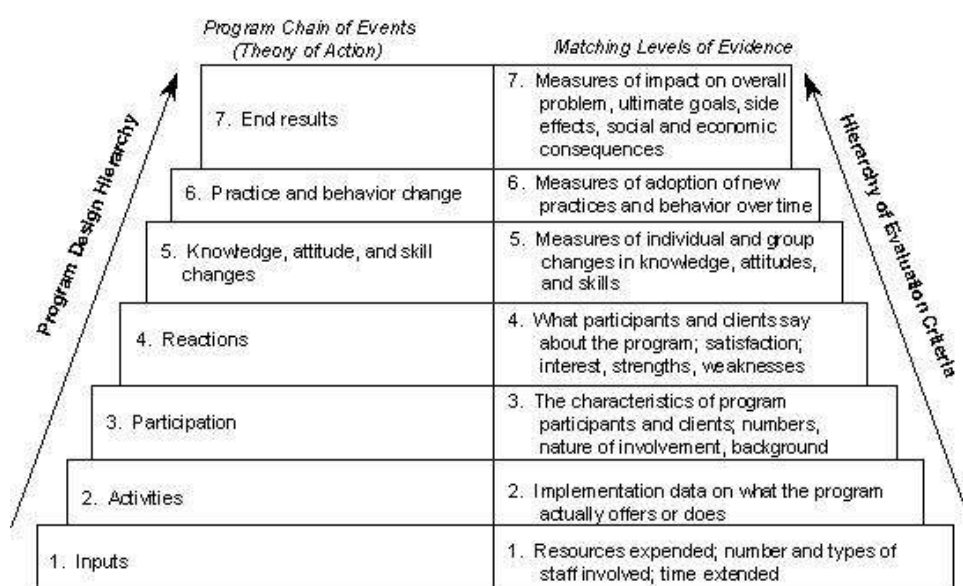 Program Chain of Events
(Theory of Action)
Matching Levels of Evidence
Program Design Hierarchy
Hierarchy of Evaluation Criteria
7. End results
7. Measures of impact on overall
problem, ultimate goals, side
effects, social and economic
consequences
6. Practice and behavior change
6. Measures of adoption of new
practices and behavior over time
5. Knowledge, attitude, and skill
changes
5. Measures of individual and group
changes in knowledge, attitudes,
and skills
4. Reactions
4. What participants and clients say
about the program; satisfaction;
interest, strengths, weaknesses
3. Participation
3. The characteristics of program
participants and clients; numbers,
nature of involvement, background
2. Activities
2. Implementation data on what the program
actually offers or does
1. Inputs
1. Resources expended; number and types of
staff involved; time extended